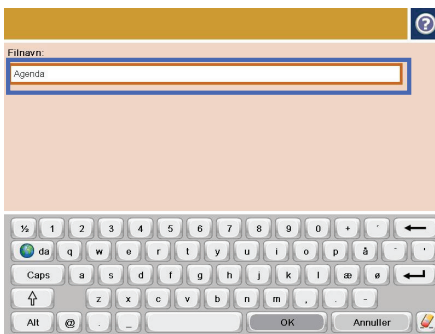 ?
Filnavn:
Agenda
½ 1 2 3 4 5 6 7 8 9 0 + ´
da q w e r t y u i o p å ¨ '
Caps a s d f g h j k l æ ø
z x c v b n m , . -
Alt @ . _ OK Annuller